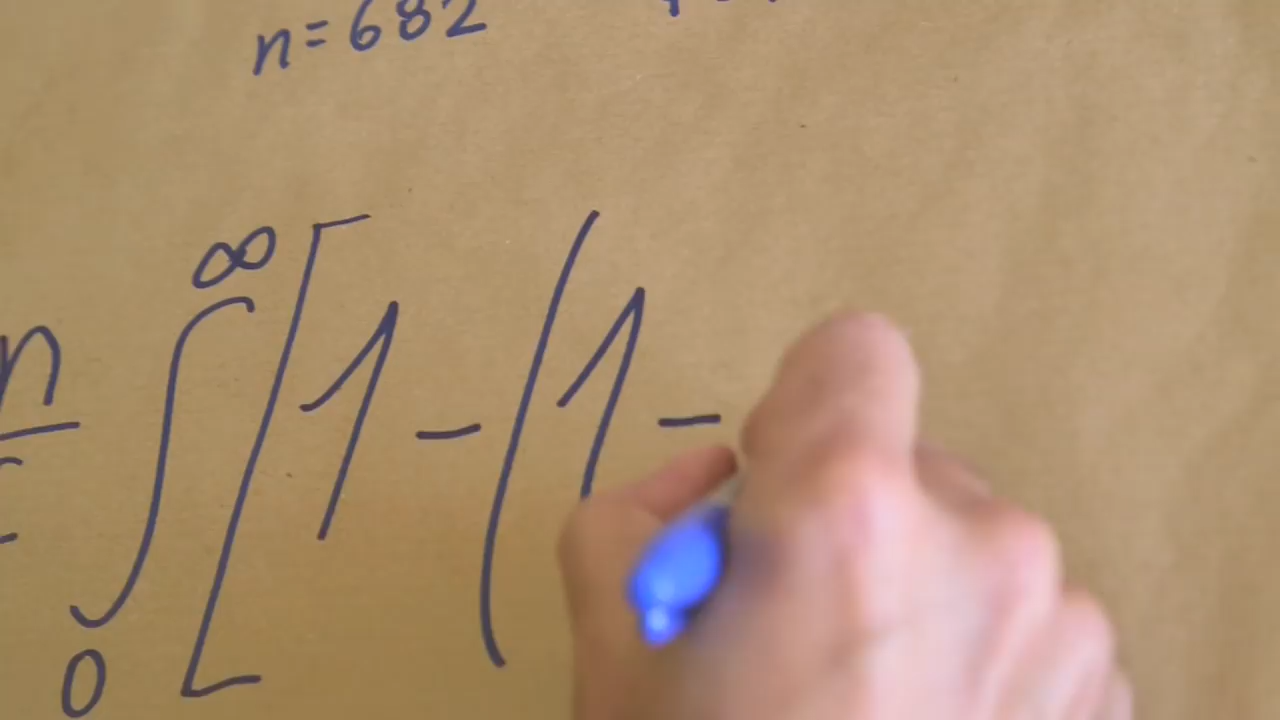 n=682
n ∞ ∫ 0 [1-(1-